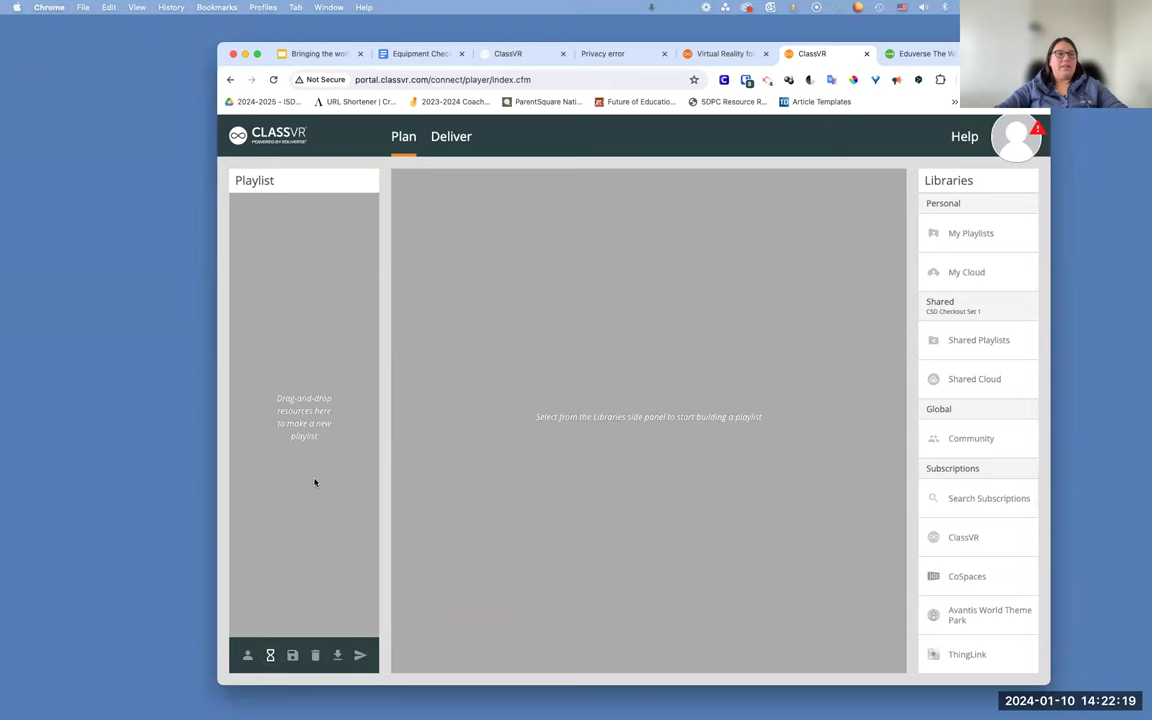 Chrome File Edit View History Bookmarks Profiles Tab Window Help
Bringing the wor
Equipment Chec
ClassVR
Privacy error
Virtual Reality fo
ClassVR
Eduverse The W
Not Secure
portal.classvr.com/connect/player/index.cfm
2024-2025 - ISD...
URL Shortener | Cr...
2023-2024 Coach...
ParentSquare Nati...
Future of Educatio...
SDPC Resource R...
TD
Article Templates
CLASSVR
POWERED BY EDUVERSE
Plan
Deliver
Help
Playlist
Drag-and-drop
resources here
to make a new
playlist
Select from the Libraries side panel to start building a playlist
Libraries
Personal
My Playlists
My Cloud
Shared
CSD Checkout Set 1
Shared Playlists
Shared Cloud
Global
Community
Subscriptions
Search Subscriptions
ClassVR
CoSpaces
Avantis World Theme
Park
ThingLink
2024-01-10 14:22:19